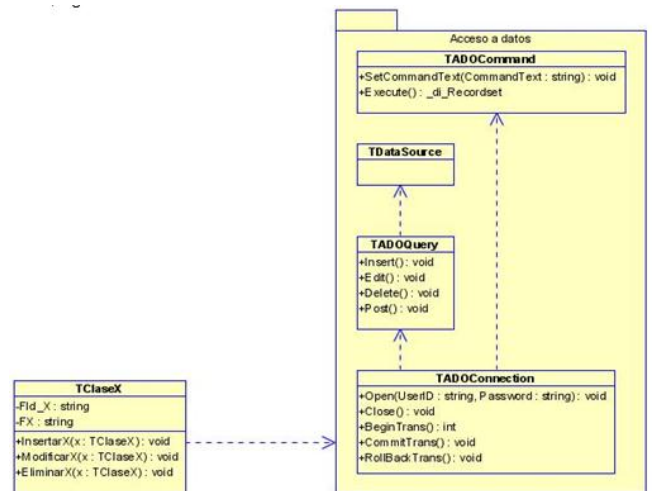 Acceso a datos
TADOCommand
+SetCommandText(CommandText : string) : void
+Execute() : _di_Recordset
TDataSource
TADOQuery
+Insert() : void
+Edit() : void
+Delete() : void
+Post() : void
TADOConnection
+Open(UserID : string, Password : string) : void
+Close() : void
+BeginTrans() : int
+CommitTrans() : void
+RollBackTrans() : void
TClaseX
-FId_X : string
-FX : string
+InsertarX(x : TClaseX) : void
+ModificarX(x : TClaseX) : void
+EliminarX(x : TClaseX) : void